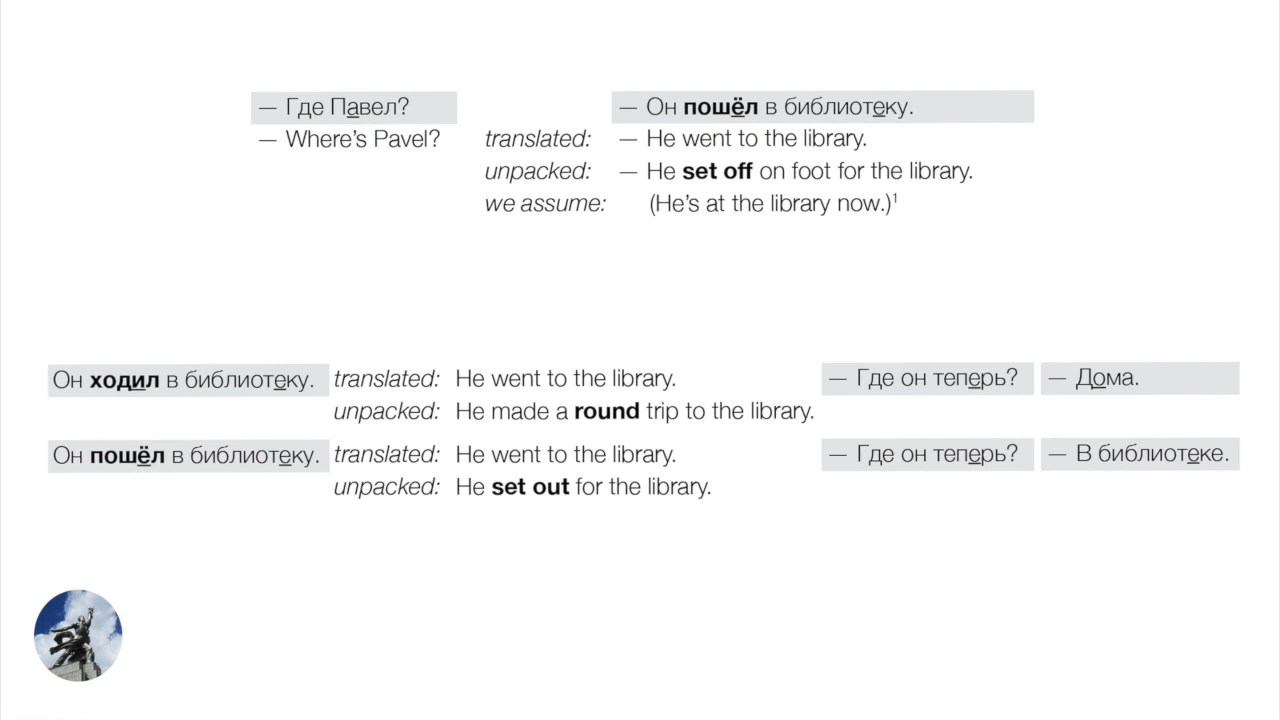 — Где Павел? — Он пошёл в библиотеку.
— Where's Pavel? translated: — He went to the library.
unpacked: — He set off on foot for the library.
we assume: (He's at the library now.)¹
Он ходил в библиотеку. translated: He went to the library. — Где он теперь? — Дома.
unpacked: He made a round trip to the library.
Он пошёл в библиотеку. translated: He went to the library. — Где он теперь? — В библиотеке.
unpacked: He set out for the library.